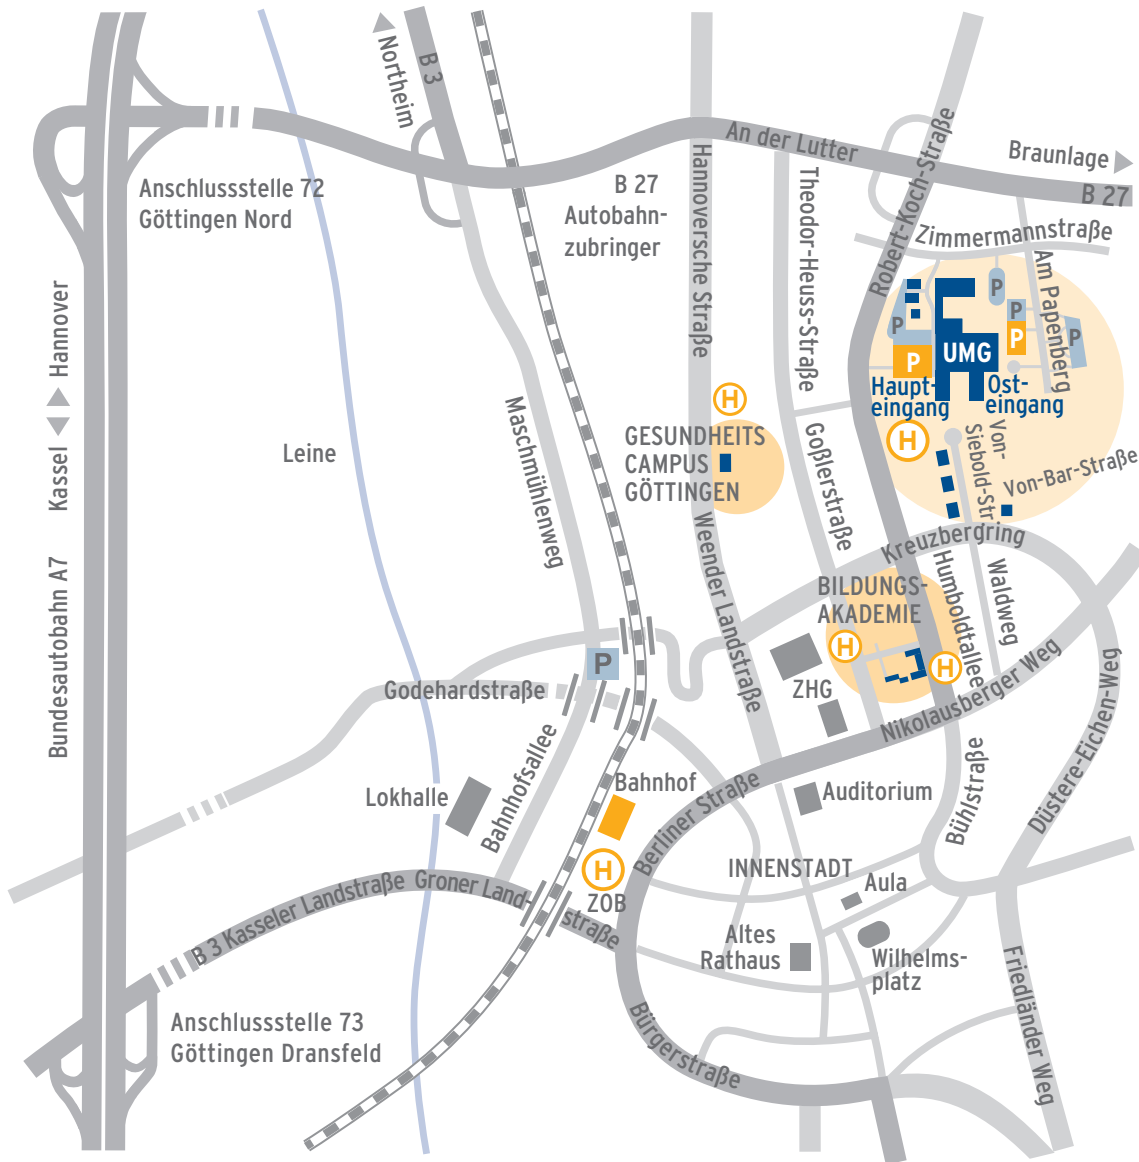 Northeim
B 3
An der Lutter
Robert-Koch-Straße
Braunlage
B 27
Anschlussstelle 72
Göttingen Nord
B 27
Autobahn-
zubringer
Hannoversche Straße
Theodor-Heuss-Straße
Zimmermannstraße
Am Papenberg
P
P
P
P
P
P
UMG
Haupt-
eingang
Ost-
eingang
H
Kassel
Hannover
Bundesautobahn A7
Leine
Maschmühlenweg
H
GESUNDHEITS
CAMPUS
GÖTTINGEN
Goßlerstraße
Von-
Siebold-Str
Von-Bar-Straße
Kreuzbergring
Weender Landstraße
BILDUNGS-
AKADEMIE
H
H
Humboldtallee
Waldweg
ZHG
Nikolausberger Weg
Düstere-Eichen-Weg
P
Godehardstraße
Bahnhofsallee
Lokhalle
Bahnhof
H
ZOB
Berliner Straße
Auditorium
Bühlstraße
INNENSTADT
Aula
B 3 Kasseler Landstraße
Groner Land-
straße
Altes
Rathaus
Wilhelms-
platz
Anschlussstelle 73
Göttingen Dransfeld
Bürgerstraße
Friedländer Weg